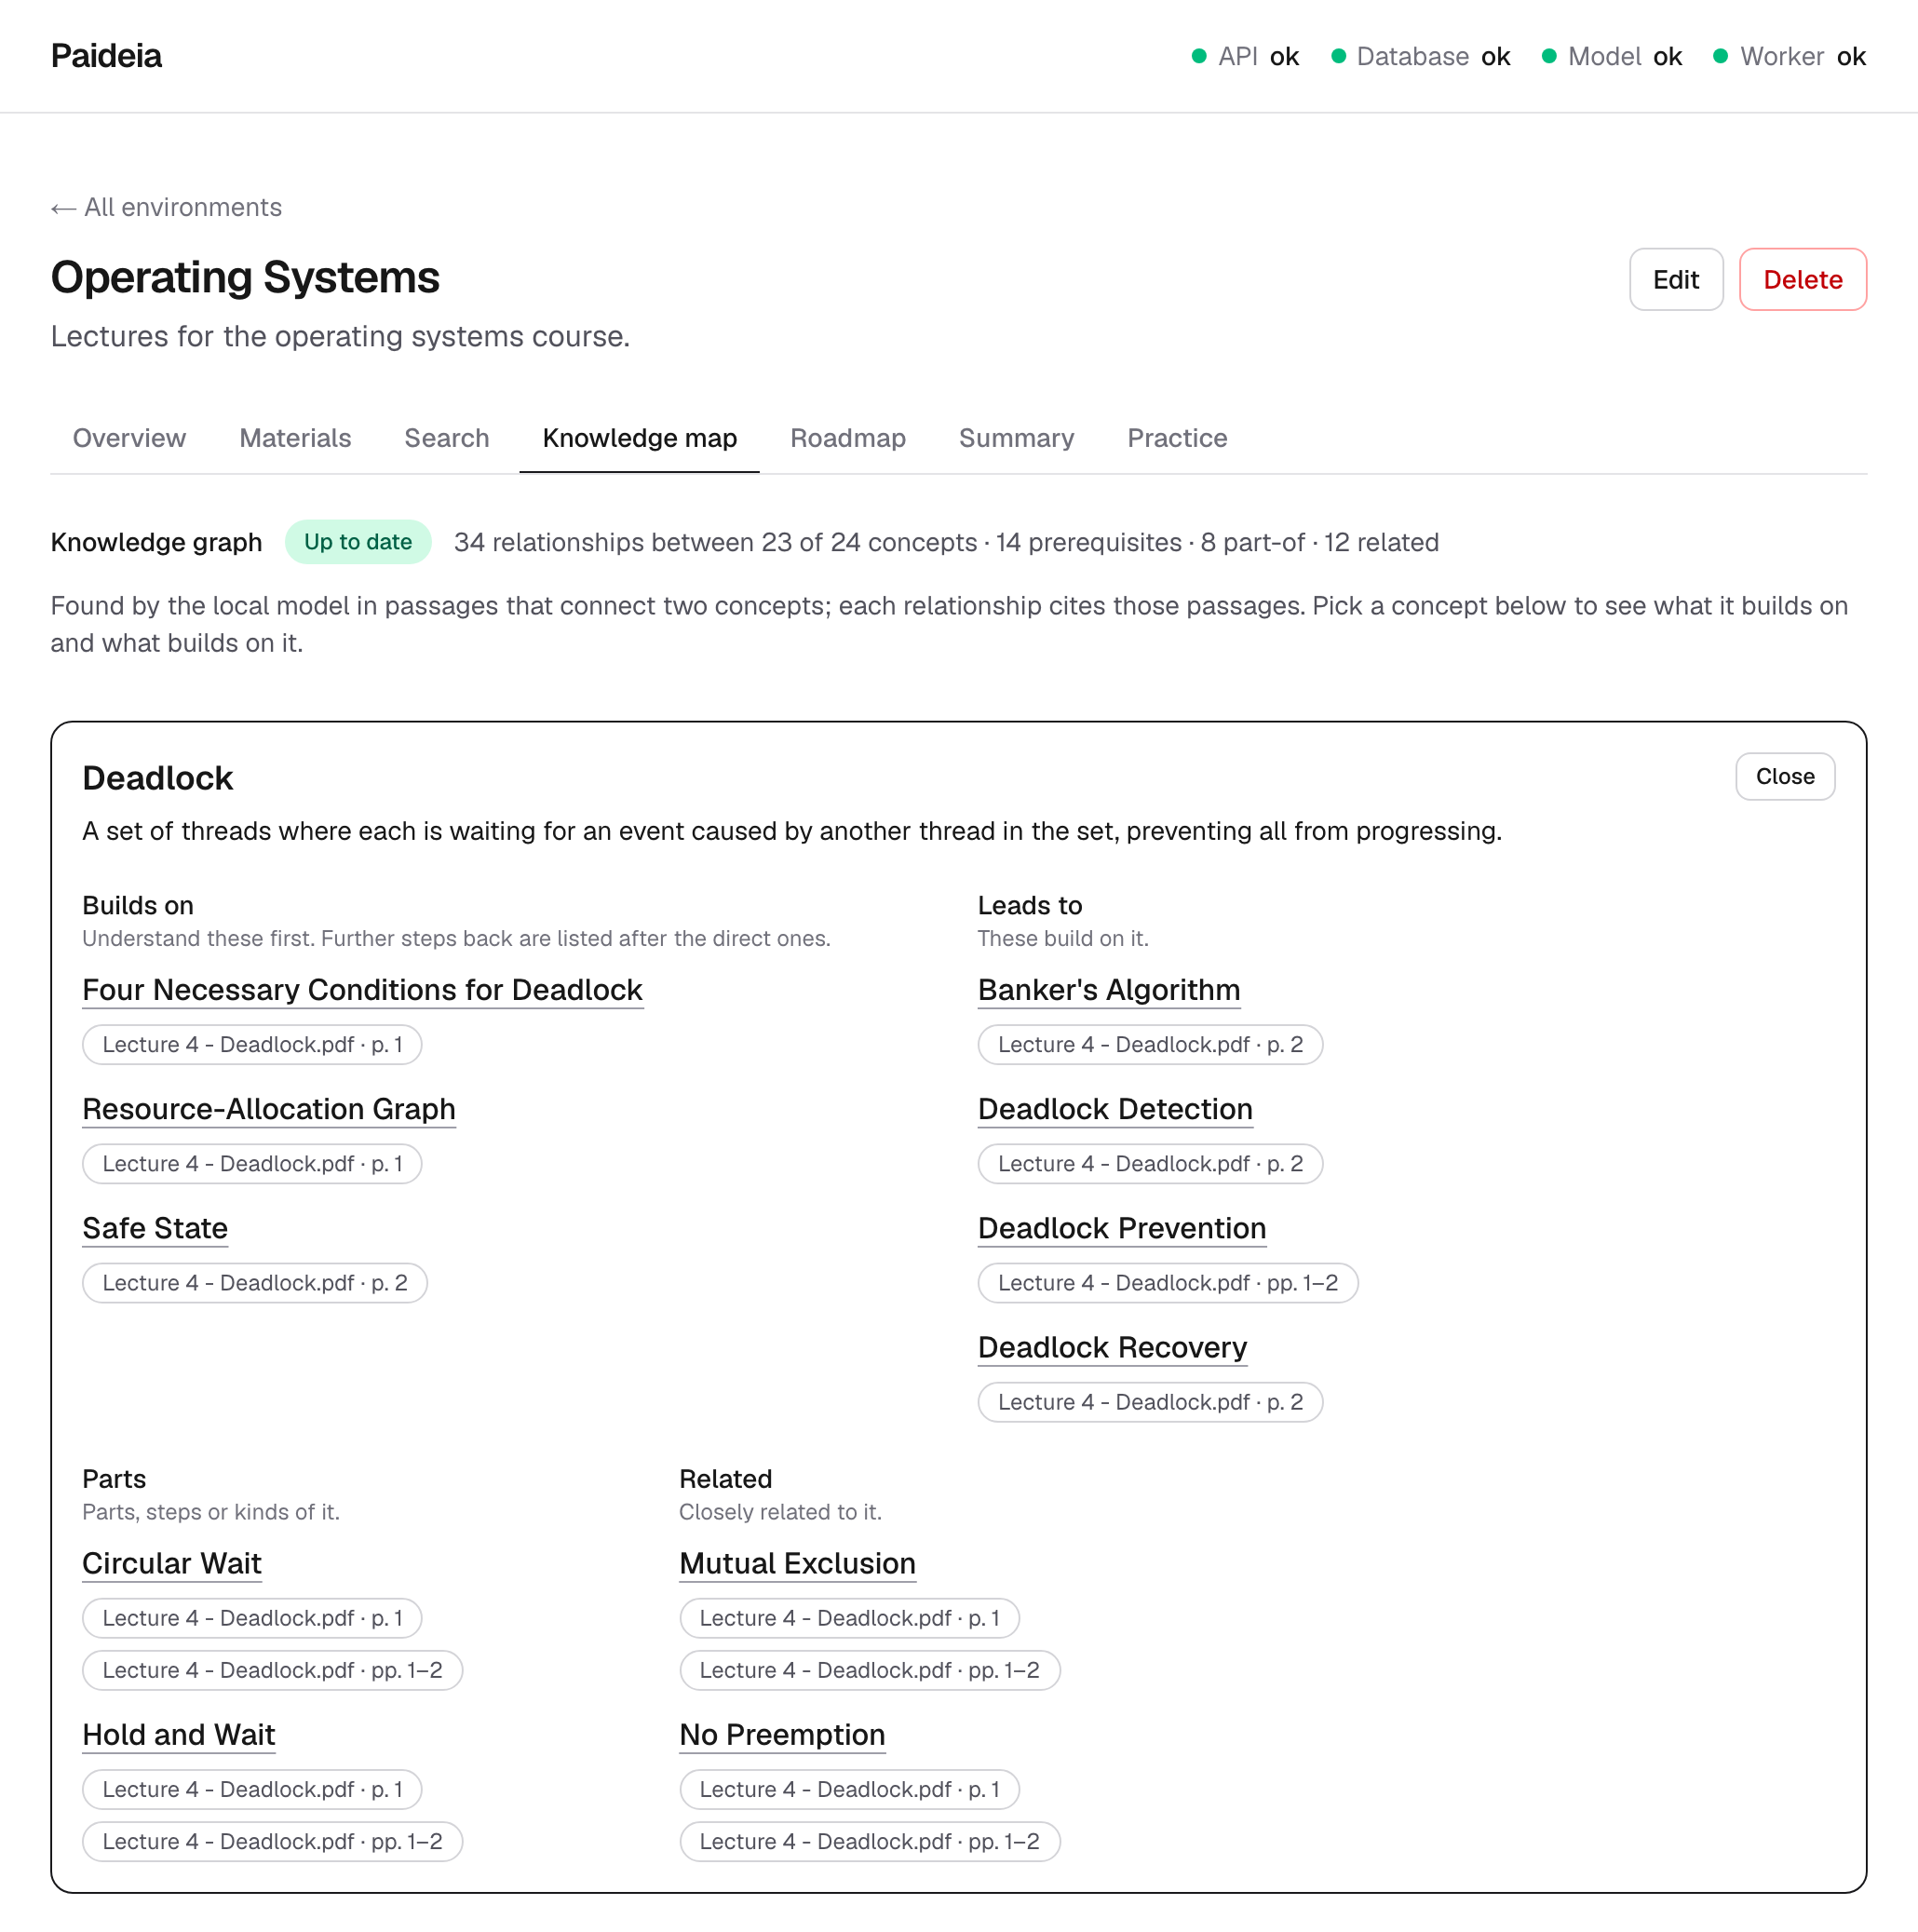 Paideia
API ok Database ok Model ok Worker ok
← All environments
Operating Systems
Edit
Delete
Lectures for the operating systems course.
Overview Materials Search Knowledge map Roadmap Summary Practice
Knowledge graph Up to date 34 relationships between 23 of 24 concepts · 14 prerequisites · 8 part-of · 12 related
Found by the local model in passages that connect two concepts; each relationship cites those passages. Pick a concept below to see what it builds on
and what builds on it.
Deadlock
Close
A set of threads where each is waiting for an event caused by another thread in the set, preventing all from progressing.
Builds on
Understand these first. Further steps back are listed after the direct ones.
Four Necessary Conditions for Deadlock
Lecture 4 - Deadlock.pdf · p. 1
Resource-Allocation Graph
Lecture 4 - Deadlock.pdf · p. 1
Safe State
Lecture 4 - Deadlock.pdf · p. 2
Leads to
These build on it.
Banker's Algorithm
Lecture 4 - Deadlock.pdf · p. 2
Deadlock Detection
Lecture 4 - Deadlock.pdf · p. 2
Deadlock Prevention
Lecture 4 - Deadlock.pdf · pp. 1–2
Deadlock Recovery
Lecture 4 - Deadlock.pdf · p. 2
Parts
Parts, steps or kinds of it.
Circular Wait
Lecture 4 - Deadlock.pdf · p. 1
Lecture 4 - Deadlock.pdf · pp. 1–2
Hold and Wait
Lecture 4 - Deadlock.pdf · p. 1
Lecture 4 - Deadlock.pdf · pp. 1–2
Related
Closely related to it.
Mutual Exclusion
Lecture 4 - Deadlock.pdf · p. 1
Lecture 4 - Deadlock.pdf · pp. 1–2
No Preemption
Lecture 4 - Deadlock.pdf · p. 1
Lecture 4 - Deadlock.pdf · pp. 1–2